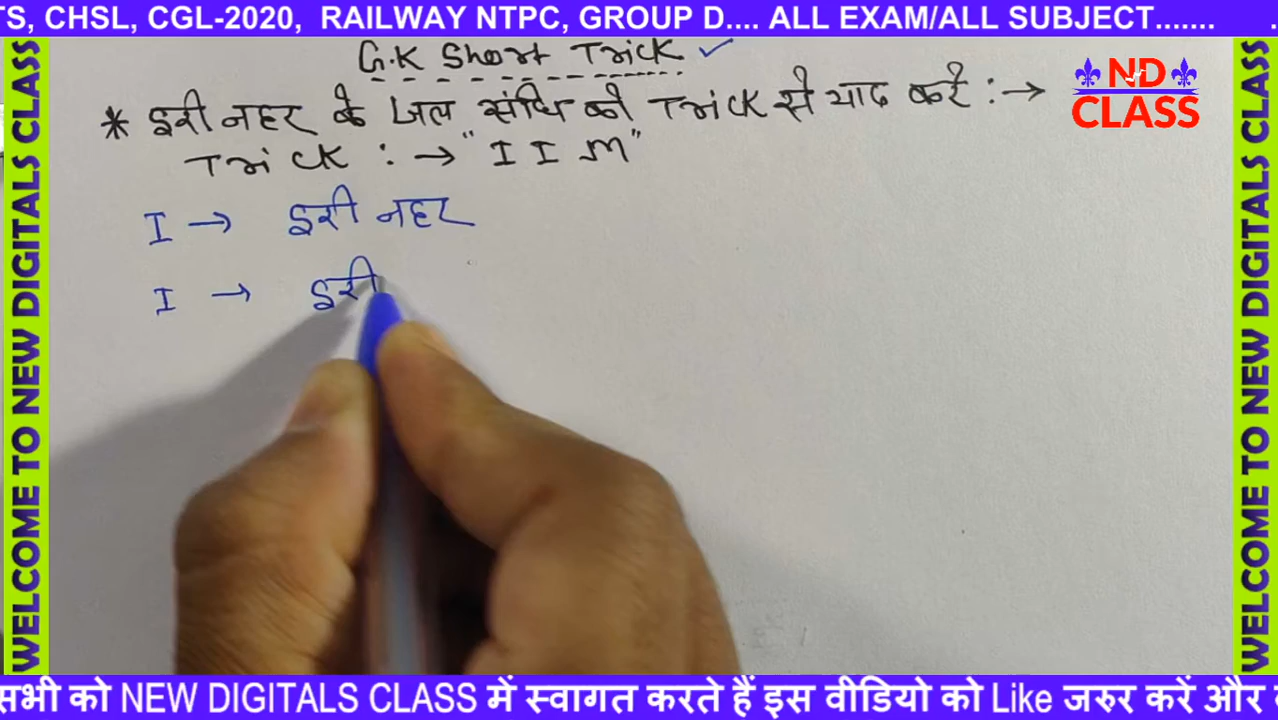 TS, CHSL, CGL-2020, RAILWAY NTPC, GROUP D.... ALL EXAM/ALL SUBJECT.......
G.K Short Trick ✓
ND
CLASS
* इरी नहर के जल संधि को Trick से याद करें :→
Trick :→ "I I M"
I → इरी नहर
I → इरी
WELCOME TO NEW DIGITALS CLASS
WELCOME TO NEW DIGITALS CLASS
सभी को NEW DIGITALS CLASS में स्वागत करते हैं इस वीडियो को Like जरुर करें और